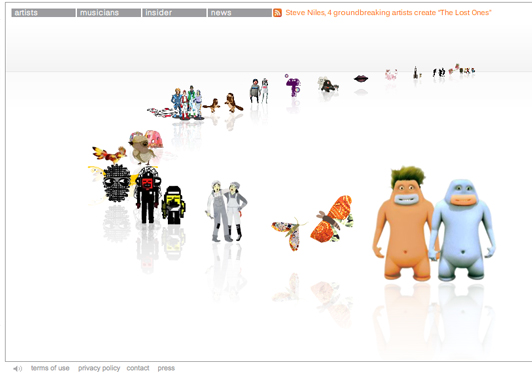 artists musicians insider news Steve Niles, 4 groundbreaking artists create "The Lost Ones"
terms of use privacy policy contact press